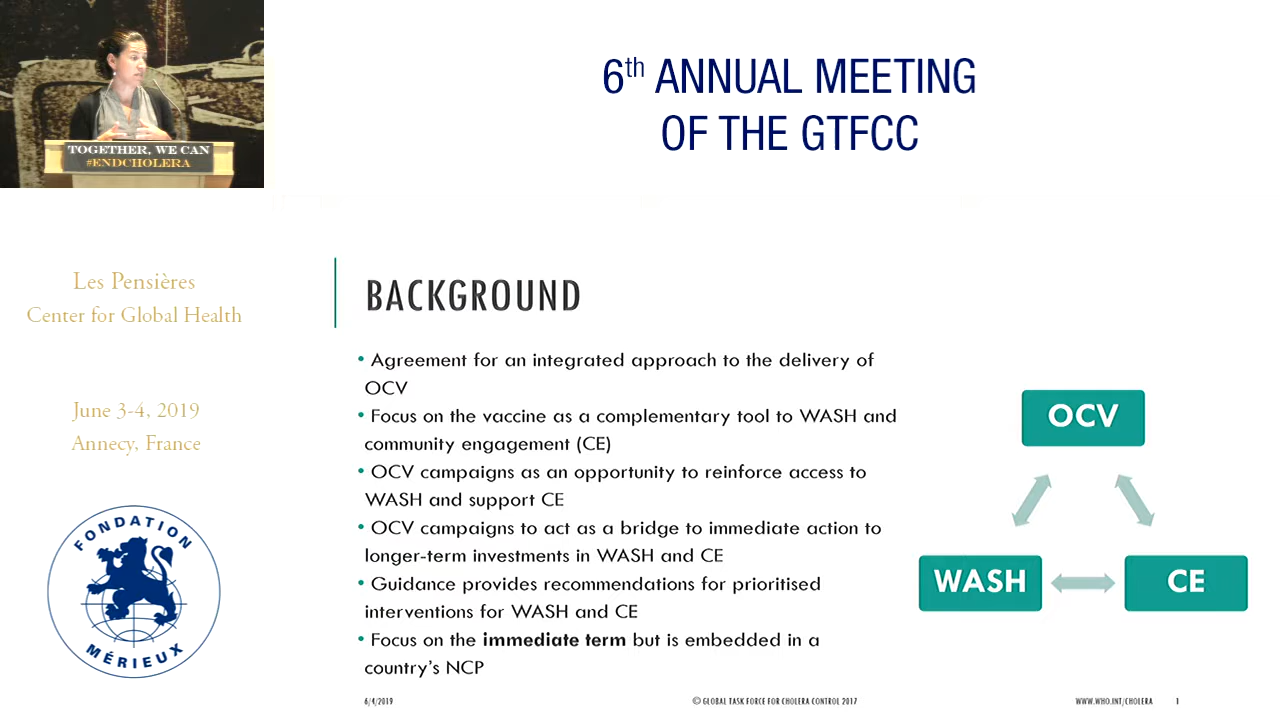 TOGETHER, WE CAN
#ENDCHOLERA
6th ANNUAL MEETING
OF THE GTFCC
Les Pensières
Center for Global Health
June 3-4, 2019
Annecy, France
FONDATION
MÉRIEUX
BACKGROUND
• Agreement for an integrated approach to the delivery of
OCV
• Focus on the vaccine as a complementary tool to WASH and
community engagement (CE)
• OCV campaigns as an opportunity to reinforce access to
WASH and support CE
• OCV campaigns to act as a bridge to immediate action to
longer-term investments in WASH and CE
• Guidance provides recommendations for prioritised
interventions for WASH and CE
• Focus on the immediate term but is embedded in a
country's NCP
OCV
WASH
CE
6/4/2019
© GLOBAL TASK FORCE FOR CHOLERA CONTROL 2017
WWW.WHO.INT/CHOLERA
1